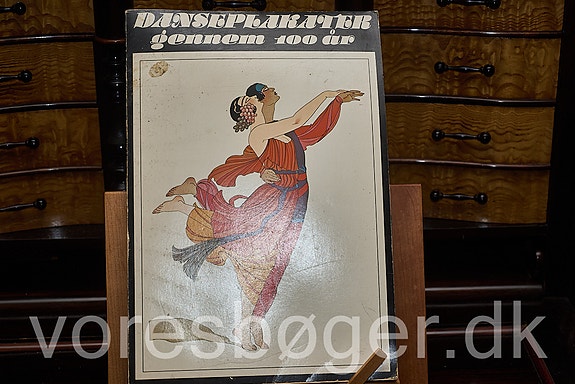 DANSEPLAKATER
gennem 100 år
voresbøger.dk